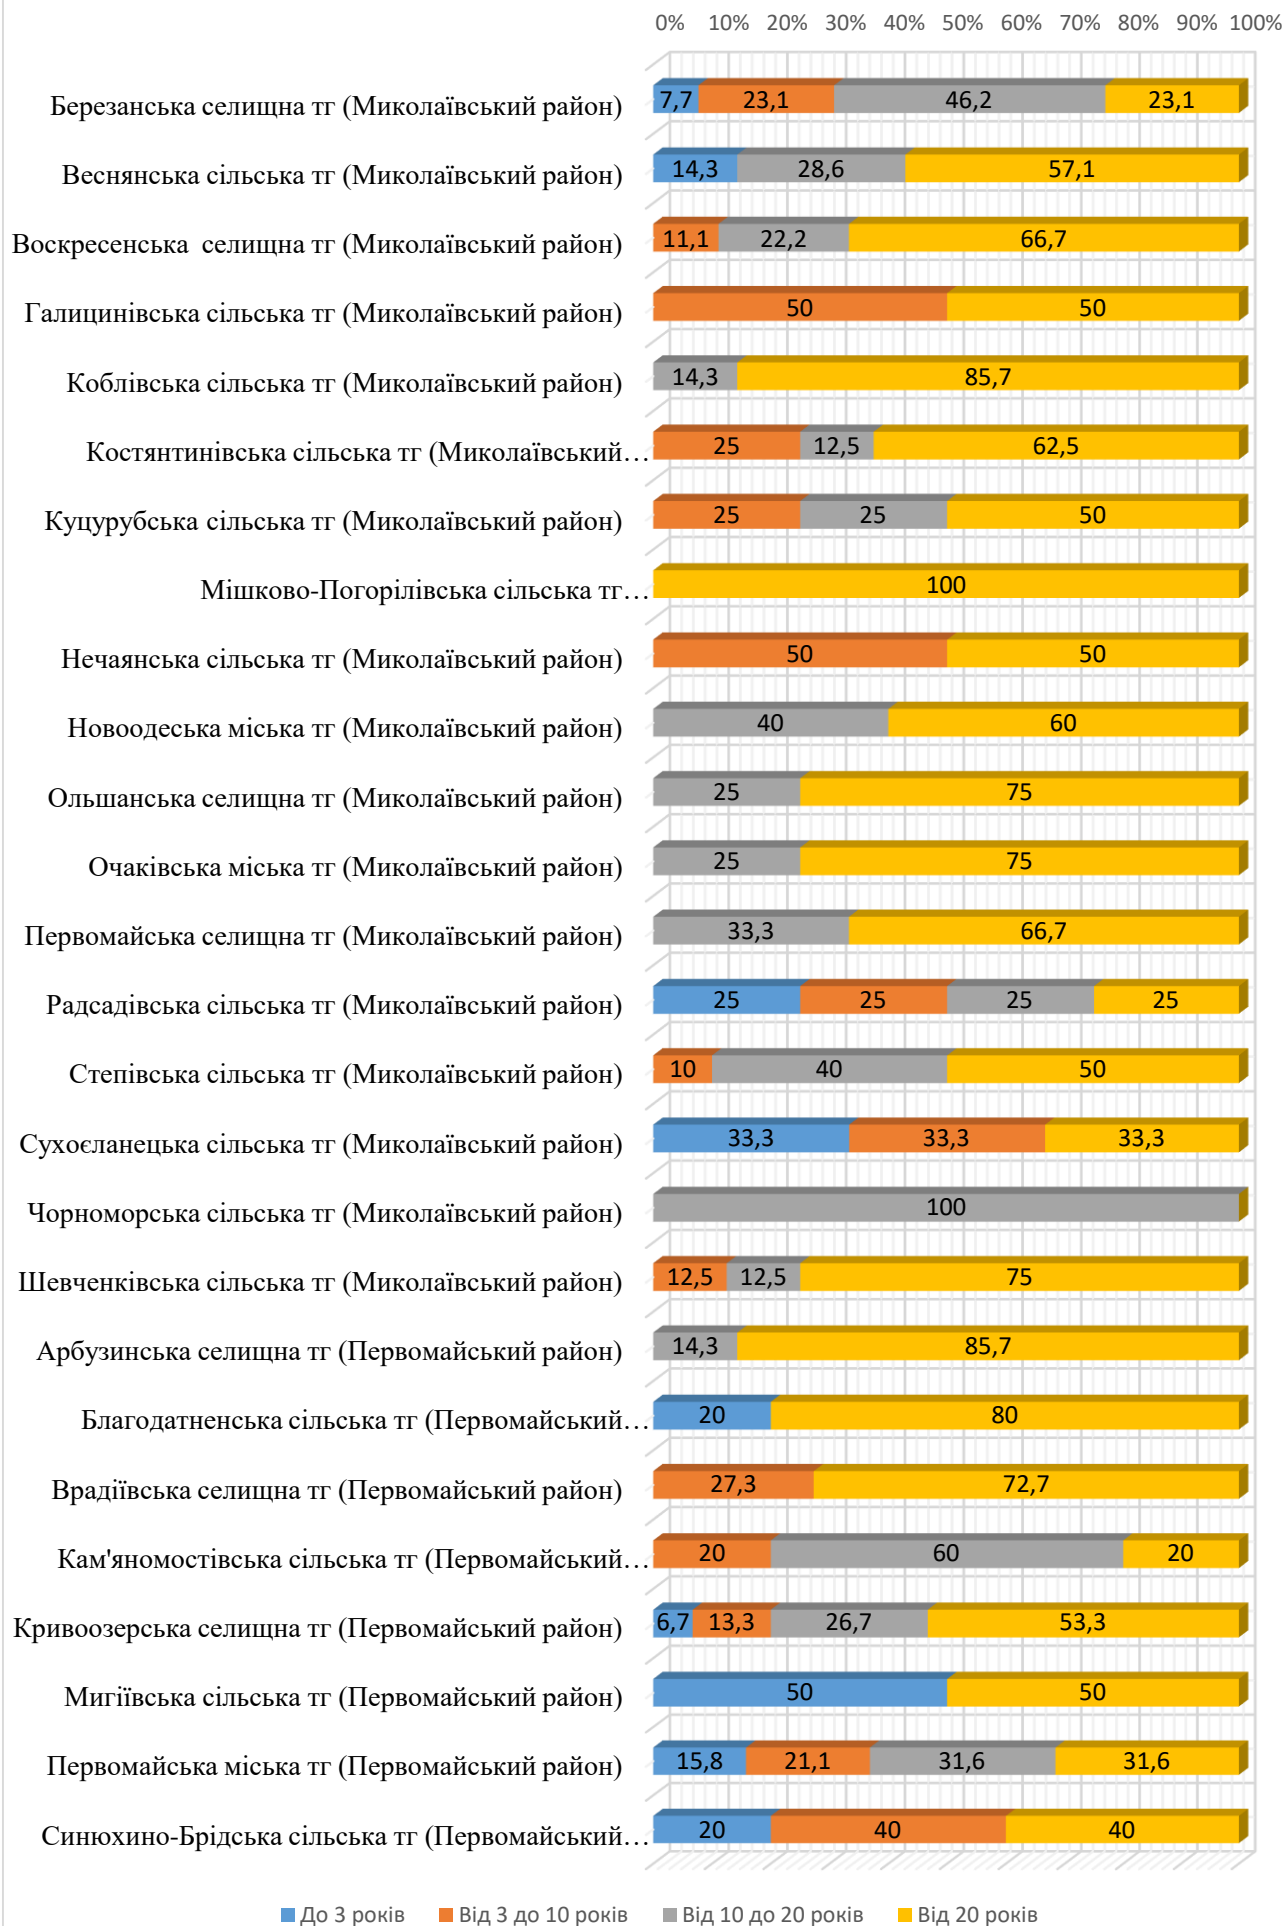 0% 10% 20% 30% 40% 50% 60% 70% 80% 90% 100%
Березанська селищна тг (Миколаївський район) 7,7 23,1 46,2 23,1
Веснянська сільська тг (Миколаївський район) 14,3 28,6 57,1
Воскресенська селищна тг (Миколаївський район) 11,1 22,2 66,7
Галицинівська сільська тг (Миколаївський район) 50 50
Коблівська сільська тг (Миколаївський район) 14,3 85,7
Костянтинівська сільська тг (Миколаївський… 25 12,5 62,5
Куцурубська сільська тг (Миколаївський район) 25 25 50
Мішково-Погорілівська сільська тг… 100
Нечаянська сільська тг (Миколаївський район) 50 50
Новоодеська міська тг (Миколаївський район) 40 60
Ольшанська селищна тг (Миколаївський район) 25 75
Очаківська міська тг (Миколаївський район) 25 75
Первомайська селищна тг (Миколаївський район) 33,3 66,7
Радсадівська сільська тг (Миколаївський район) 25 25 25 25
Степівська сільська тг (Миколаївський район) 10 40 50
Сухоєланецька сільська тг (Миколаївський район) 33,3 33,3 33,3
Чорноморська сільська тг (Миколаївський район) 100
Шевченківська сільська тг (Миколаївський район) 12,5 12,5 75
Арбузинська селищна тг (Первомайський район) 14,3 85,7
Благодатненська сільська тг (Первомайський… 20 80
Врадіївська селищна тг (Первомайський район) 27,3 72,7
Кам'яномостівська сільська тг (Первомайський… 20 60 20
Кривоозерська селищна тг (Первомайський район) 6,7 13,3 26,7 53,3
Мигіївська сільська тг (Первомайський район) 50 50
Первомайська міська тг (Первомайський район) 15,8 21,1 31,6 31,6
Синюхино-Брідська сільська тг (Первомайський… 20 40 40
До 3 років Від 3 до 10 років Від 10 до 20 років Від 20 років